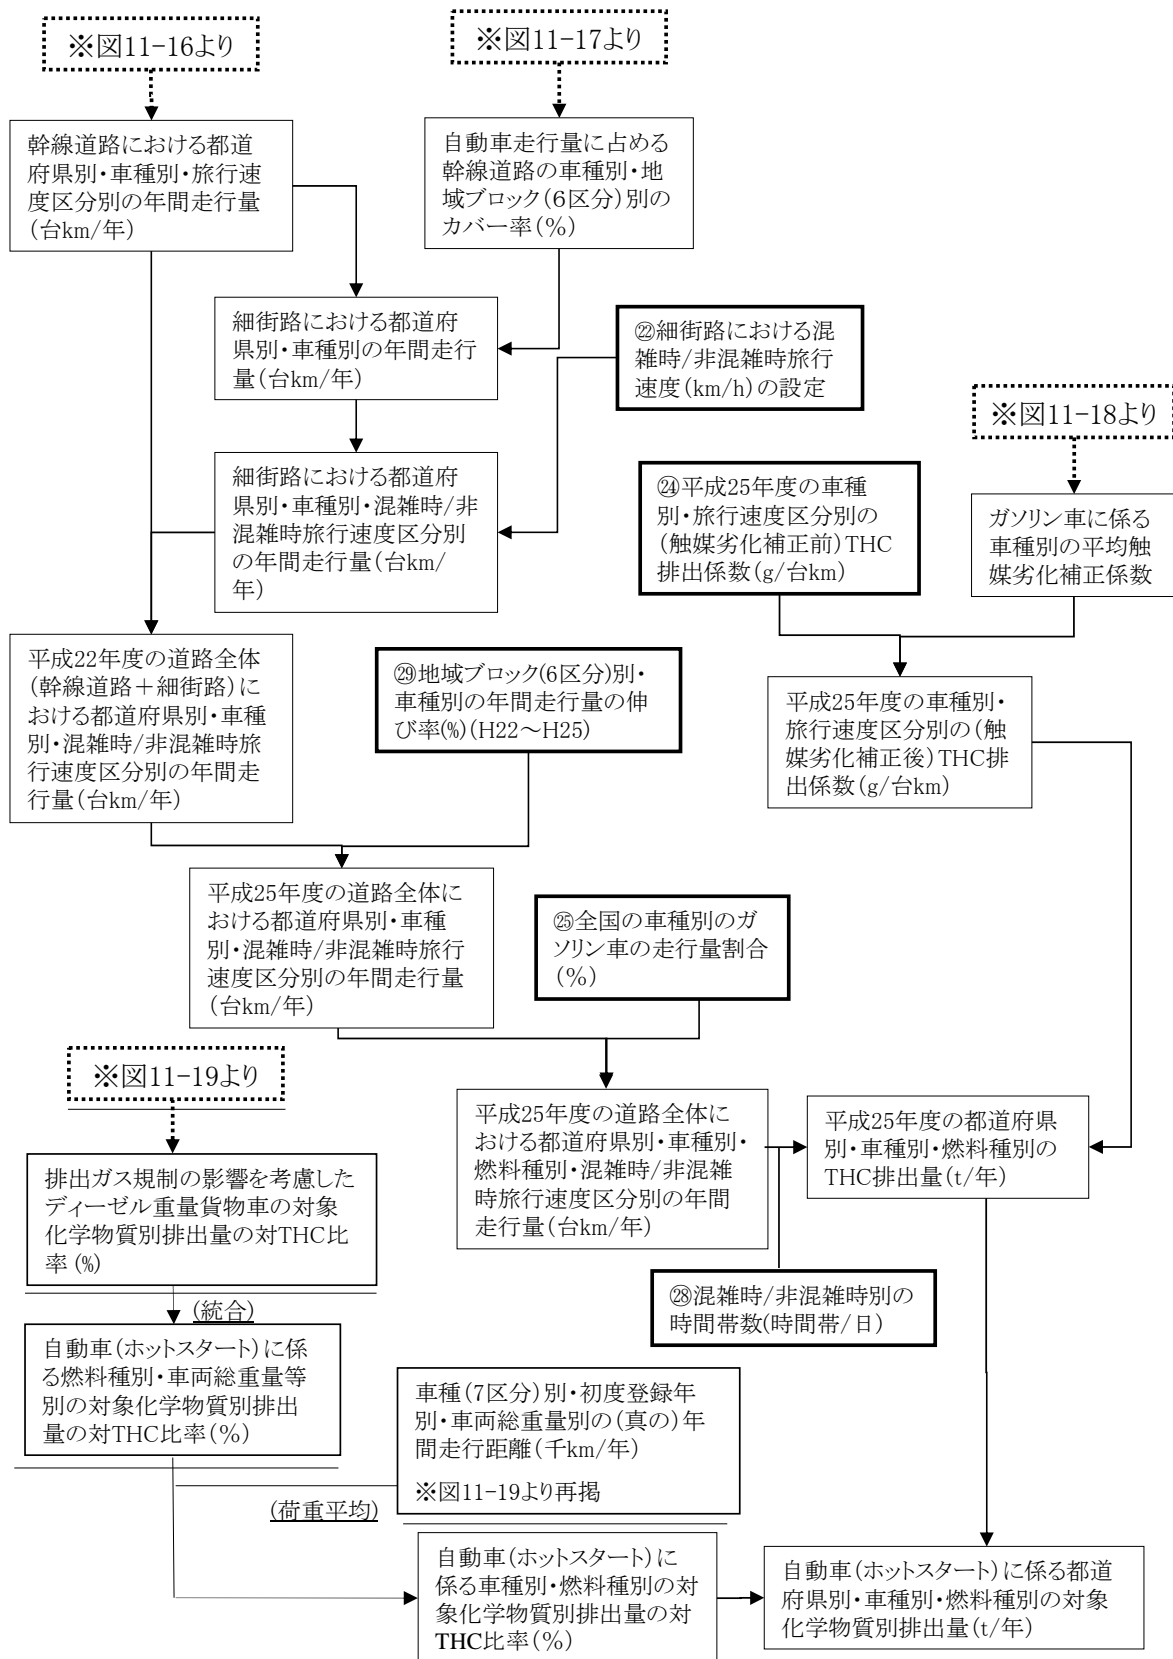 ※図11-16より
※図11-17より
幹線道路における都道
府県別・車種別・旅行速
度区分別の年間走行量
(台km/年)
自動車走行量に占める
幹線道路の車種別・地
域ブロック(6区分)別の
カバー率(%)
細街路における都道府
県別・車種別の年間走行
量(台km/年)
㉒細街路における混
雑時/非混雑時旅行
速度(km/h)の設定
※図11-18より
細街路における都道府
県別・車種別・混雑時/非
混雑時旅行速度区分別
の年間走行量(台km/
年)
㉔平成25年度の車種
別・旅行速度区分別の
(触媒劣化補正前)THC
排出係数(g/台km)
ガソリン車に係る
車種別の平均触
媒劣化補正係数
平成22年度の道路全体
(幹線道路+細街路)に
おける都道府県別・車種
別・混雑時/非混雑時旅
行速度区分別の年間走
行量(台km/年)
㉙地域ブロック(6区分)別・
車種別の年間走行量の伸
び率(%)(H22～H25)
平成25年度の車種別・
旅行速度区分別の(触
媒劣化補正後)THC排
出係数(g/台km)
平成25年度の道路全体に
おける都道府県別・車種
別・混雑時/非混雑時旅行
速度区分別の年間走行量
(台km/年)
㉕全国の車種別のガ
ソリン車の走行量割合
(%)
※図11-19より
平成25年度の道路全体に
おける都道府県別・車種別・
燃料種別・混雑時/非混雑
時旅行速度区分別の年間
走行量(台km/年)
平成25年度の都道府県
別・車種別・燃料種別の
THC排出量(t/年)
排出ガス規制の影響を考慮した
ディーゼル重量貨物車の対象
化学物質別排出量の対THC比
率(%)
㉘混雑時/非混雑時別の
時間帯数(時間帯/日)
(統合)
自動車(ホットスタート)に係
る燃料種別・車両総重量等
別の対象化学物質別排出
量の対THC比率(%)
車種(7区分)別・初度登録年
別・車両総重量別の(真の)年
間走行距離(千km/年)
※図11-19より再掲
(荷重平均)
自動車(ホットスタート)に
係る車種別・燃料種別の対
象化学物質別排出量の対
THC比率(%)
自動車(ホットスタート)に係る都道
府県別・車種別・燃料種別の対象
化学物質別排出量(t/年)